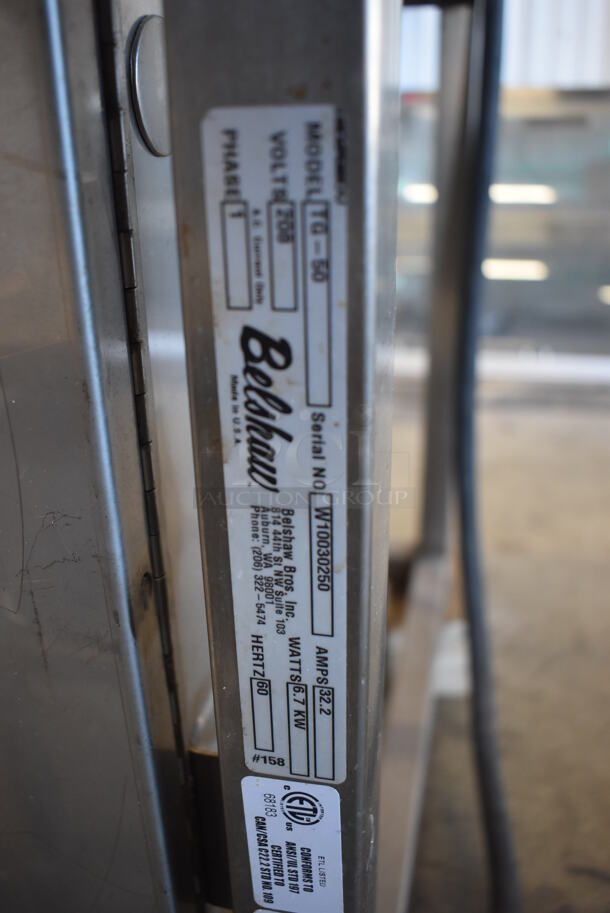 MODEL TG-50 Serial NO W10030250 AMPS 32.2
VOLTS 208 WATTS 6.7 KW
A.C. Current Only
PHASE 1 HERTZ 60
Belshaw
Made in U.S.A.
Belshaw Bros, Inc.
814 44th St NW Suite 103
Auburn, WA 98001
Phone: (206) 322-5474
#158
ETL LISTED
CONFORMS TO
ANSI/UL STD 197
CERTIFIED TO
CAN/CSA C22.2 STD NO. 109
C ETL US
68183
AUCTION GROUP